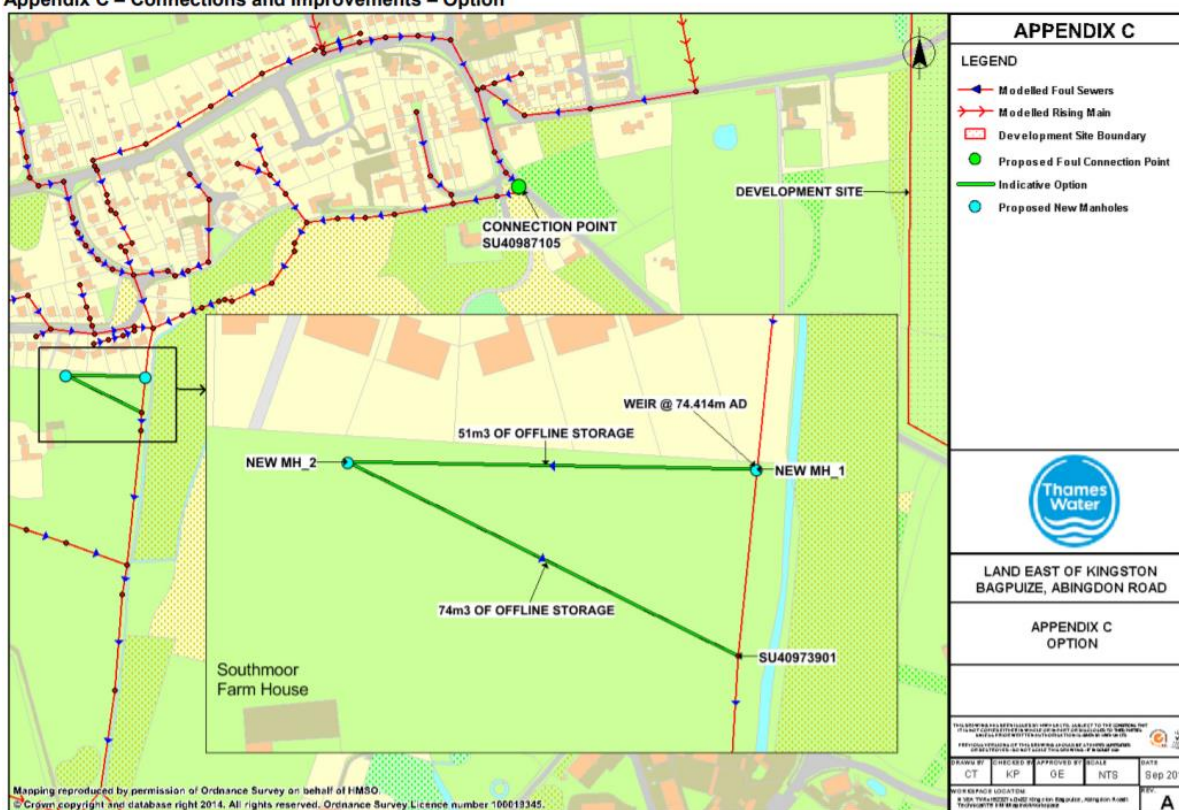 Appendix C – Connections and Improvements – Option
CONNECTION POINT
SU40987105
DEVELOPMENT SITE
WEIR @ 74.414m AD
51m3 OF OFFLINE STORAGE
NEW MH_2
NEW MH_1
74m3 OF OFFLINE STORAGE
SU40973901
Southmoor
Farm House
Mapping reproduced by permission of Ordnance Survey on behalf of HMSO.
© Crown copyright and database right 2014. All rights reserved. Ordnance Survey Licence number 100019345.
APPENDIX C
LEGEND
Modelled Foul Sewers
Modelled Rising Main
Development Site Boundary
Proposed Foul Connection Point
Indicative Option
Proposed New Manholes
Thames
Water
LAND EAST OF KINGSTON
BAGPUIZE, ABINGDON ROAD
APPENDIX C
OPTION
DRAWN BY CHECKED BY APPROVED BY SCALE DATE
CT KP GE NTS Sep 201
WORKSPACE LOCATION REV.
A